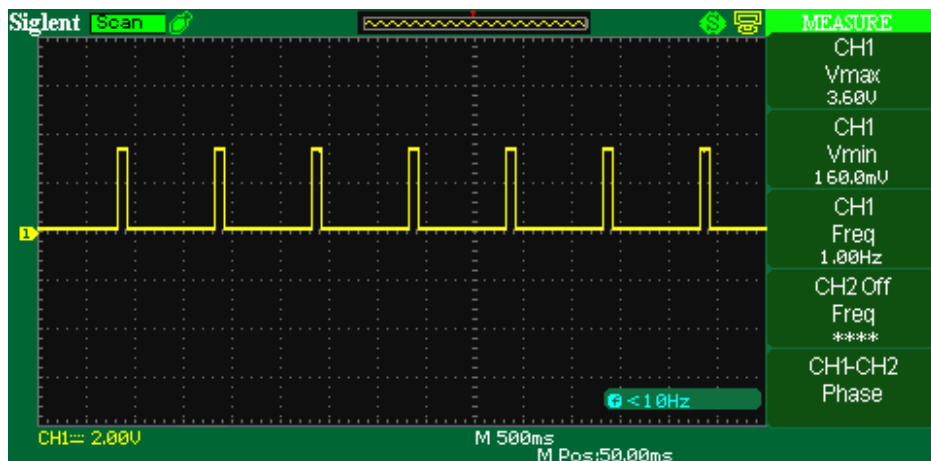 Siglent Scan S MEASURE
CH1
Vmax
3.60V
CH1
Vmin
160.0mV
CH1
Freq
1.00Hz
CH2 Off
Freq
****
CH1-CH2
Phase
1
f <10Hz
CH1 2.00V M 500ms
M Pos:50.00ms